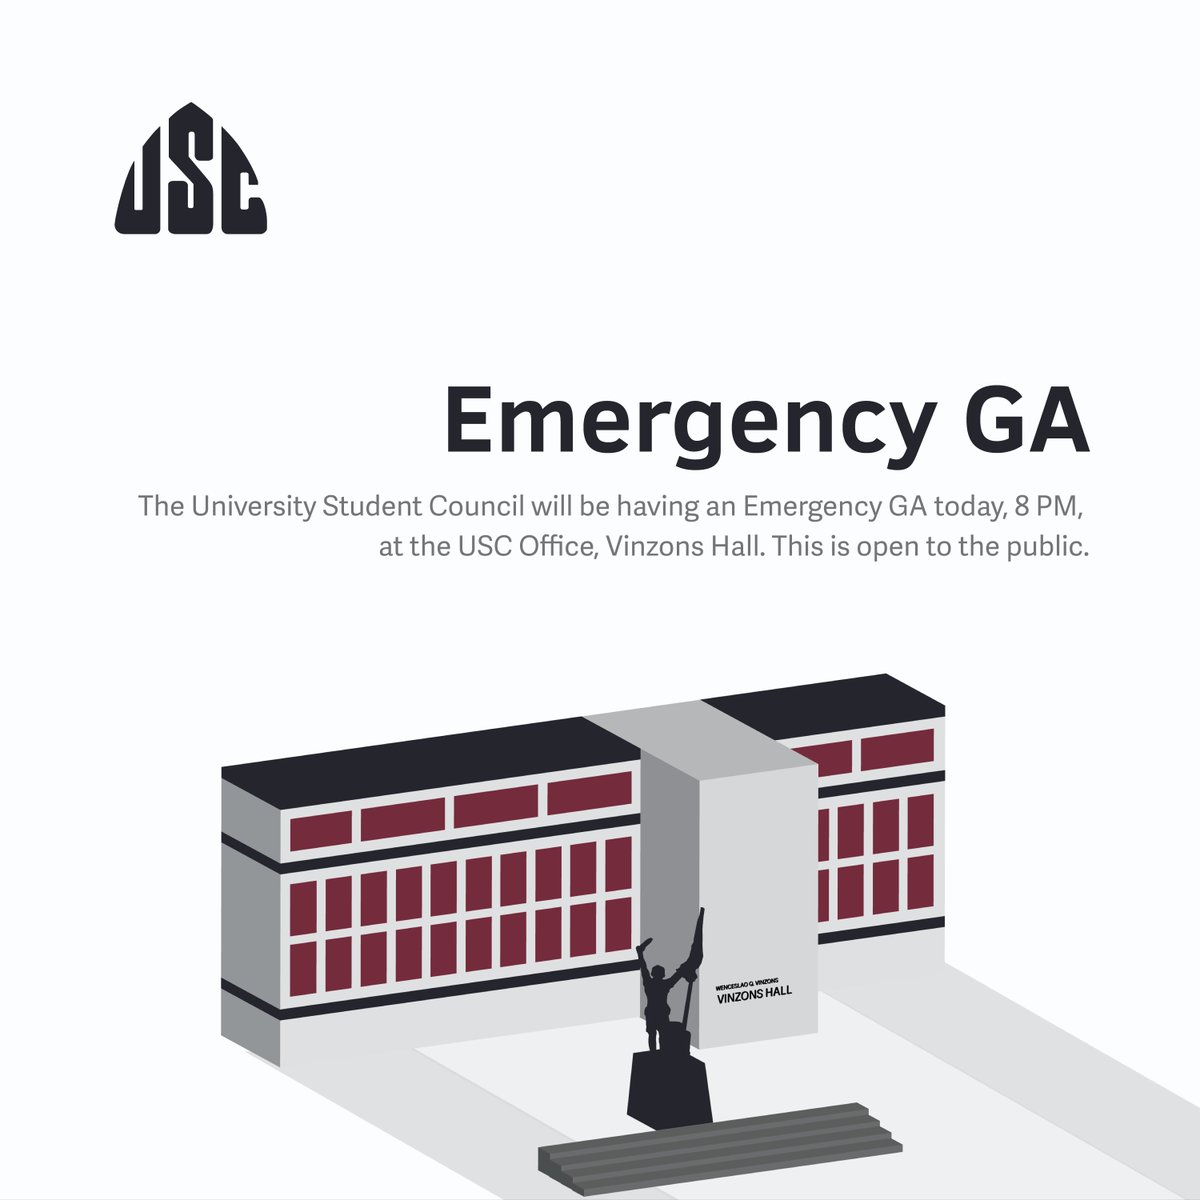 USC
Emergency GA
The University Student Council will be having an Emergency GA today, 8 PM,
at the USC Office, Vinzons Hall. This is open to the public.
WENCESLAO Q. VINZONS
VINZONS HALL